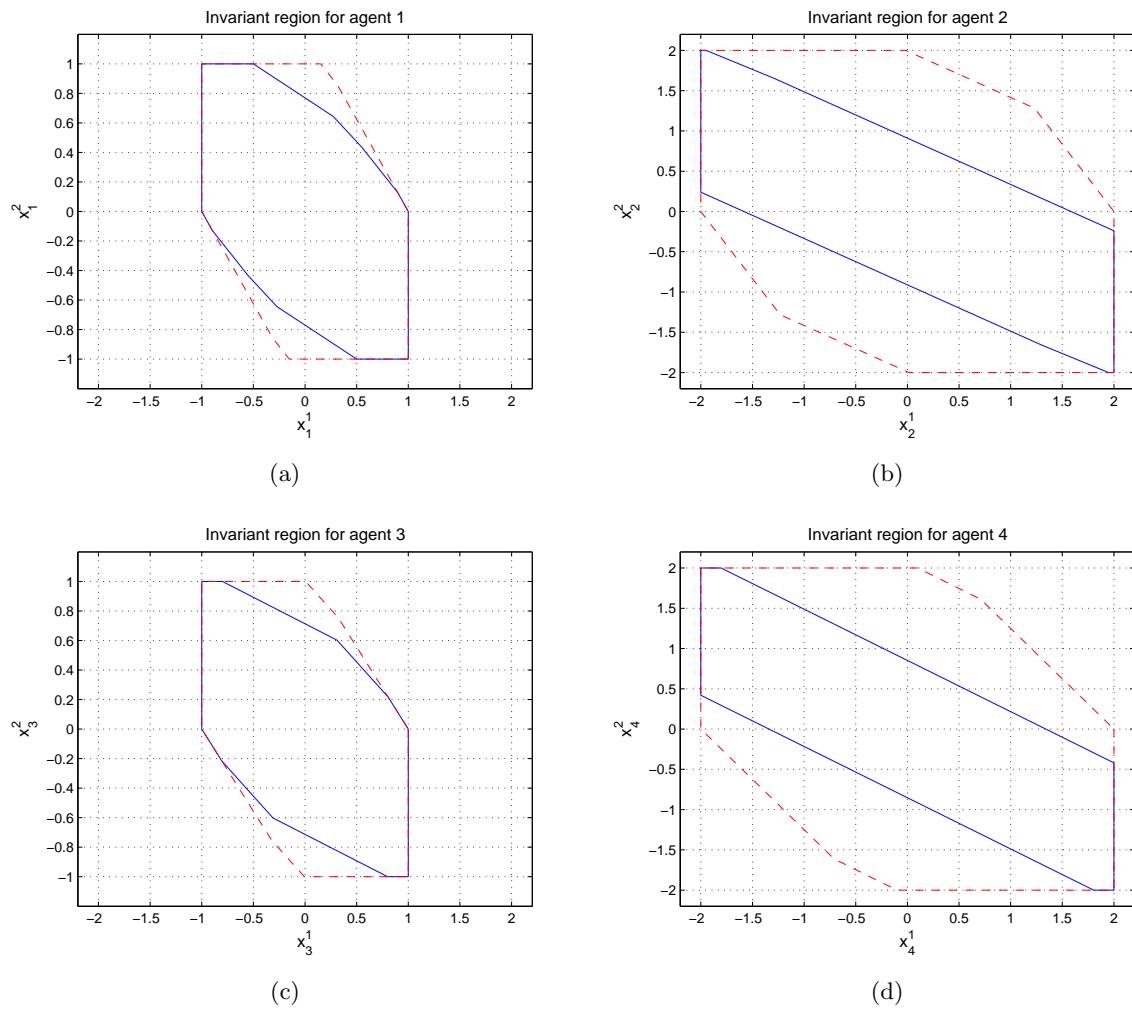 Invariant region for agent 1
1
0.8
0.6
0.4
0.2
0
−0.2
−0.4
−0.6
−0.8
−1
x_1^2
−2 −1.5 −1 −0.5 0 0.5 1 1.5 2
x_1^1
(a)
Invariant region for agent 2
2
1.5
1
0.5
0
−0.5
−1
−1.5
−2
x_2^2
−2 −1.5 −1 −0.5 0 0.5 1 1.5 2
x_2^1
(b)
Invariant region for agent 3
1
0.8
0.6
0.4
0.2
0
−0.2
−0.4
−0.6
−0.8
−1
x_3^2
−2 −1.5 −1 −0.5 0 0.5 1 1.5 2
x_3^1
(c)
Invariant region for agent 4
2
1.5
1
0.5
0
−0.5
−1
−1.5
−2
x_4^2
−2 −1.5 −1 −0.5 0 0.5 1 1.5 2
x_4^1
(d)